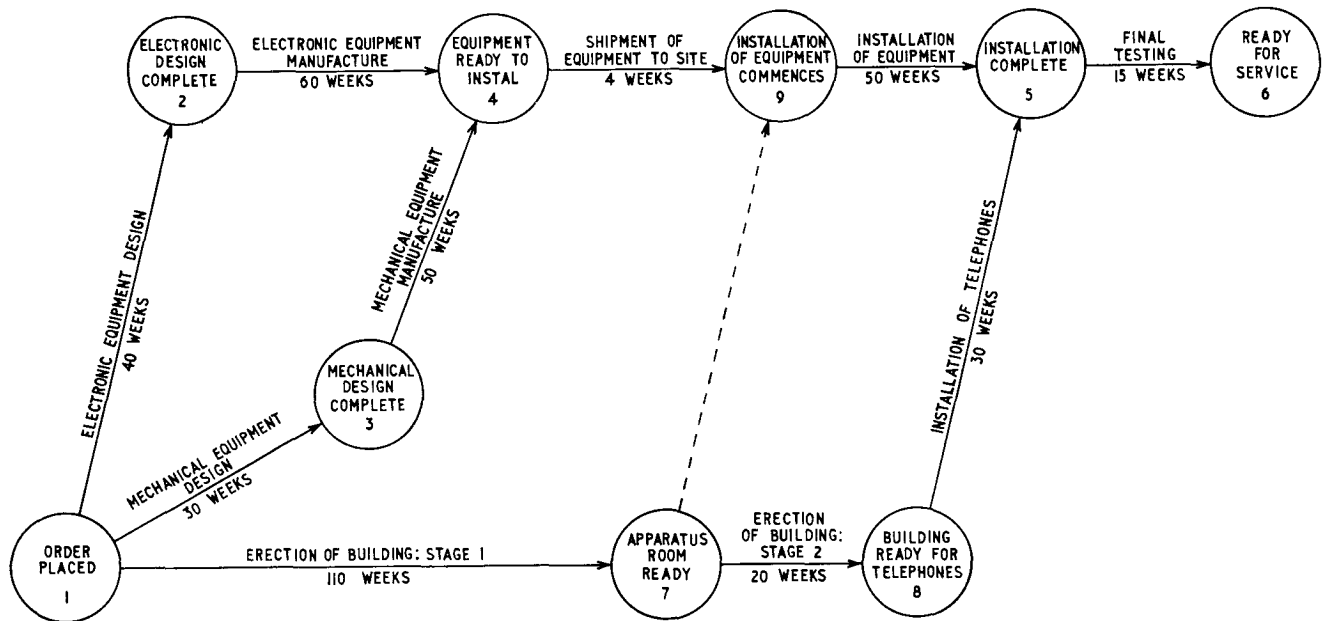 ELECTRONIC
DESIGN
COMPLETE
2
ELECTRONIC EQUIPMENT
MANUFACTURE
60 WEEKS
EQUIPMENT
READY TO
INSTAL
4
SHIPMENT OF
EQUIPMENT TO SITE
4 WEEKS
INSTALLATION
OF EQUIPMENT
COMMENCES
9
INSTALLATION
OF EQUIPMENT
50 WEEKS
INSTALLATION
COMPLETE
5
FINAL
TESTING
15 WEEKS
READY
FOR
SERVICE
6
ELECTRONIC EQUIPMENT DESIGN
40 WEEKS
MECHANICAL EQUIPMENT
MANUFACTURE
50 WEEKS
MECHANICAL
DESIGN
COMPLETE
3
MECHANICAL EQUIPMENT
DESIGN
30 WEEKS
INSTALLATION OF TELEPHONES
30 WEEKS
ORDER
PLACED
1
ERECTION OF BUILDING: STAGE 1
110 WEEKS
APPARATUS
ROOM
READY
7
ERECTION
OF BUILDING:
STAGE 2
20 WEEKS
BUILDING
READY FOR
TELEPHONES
8